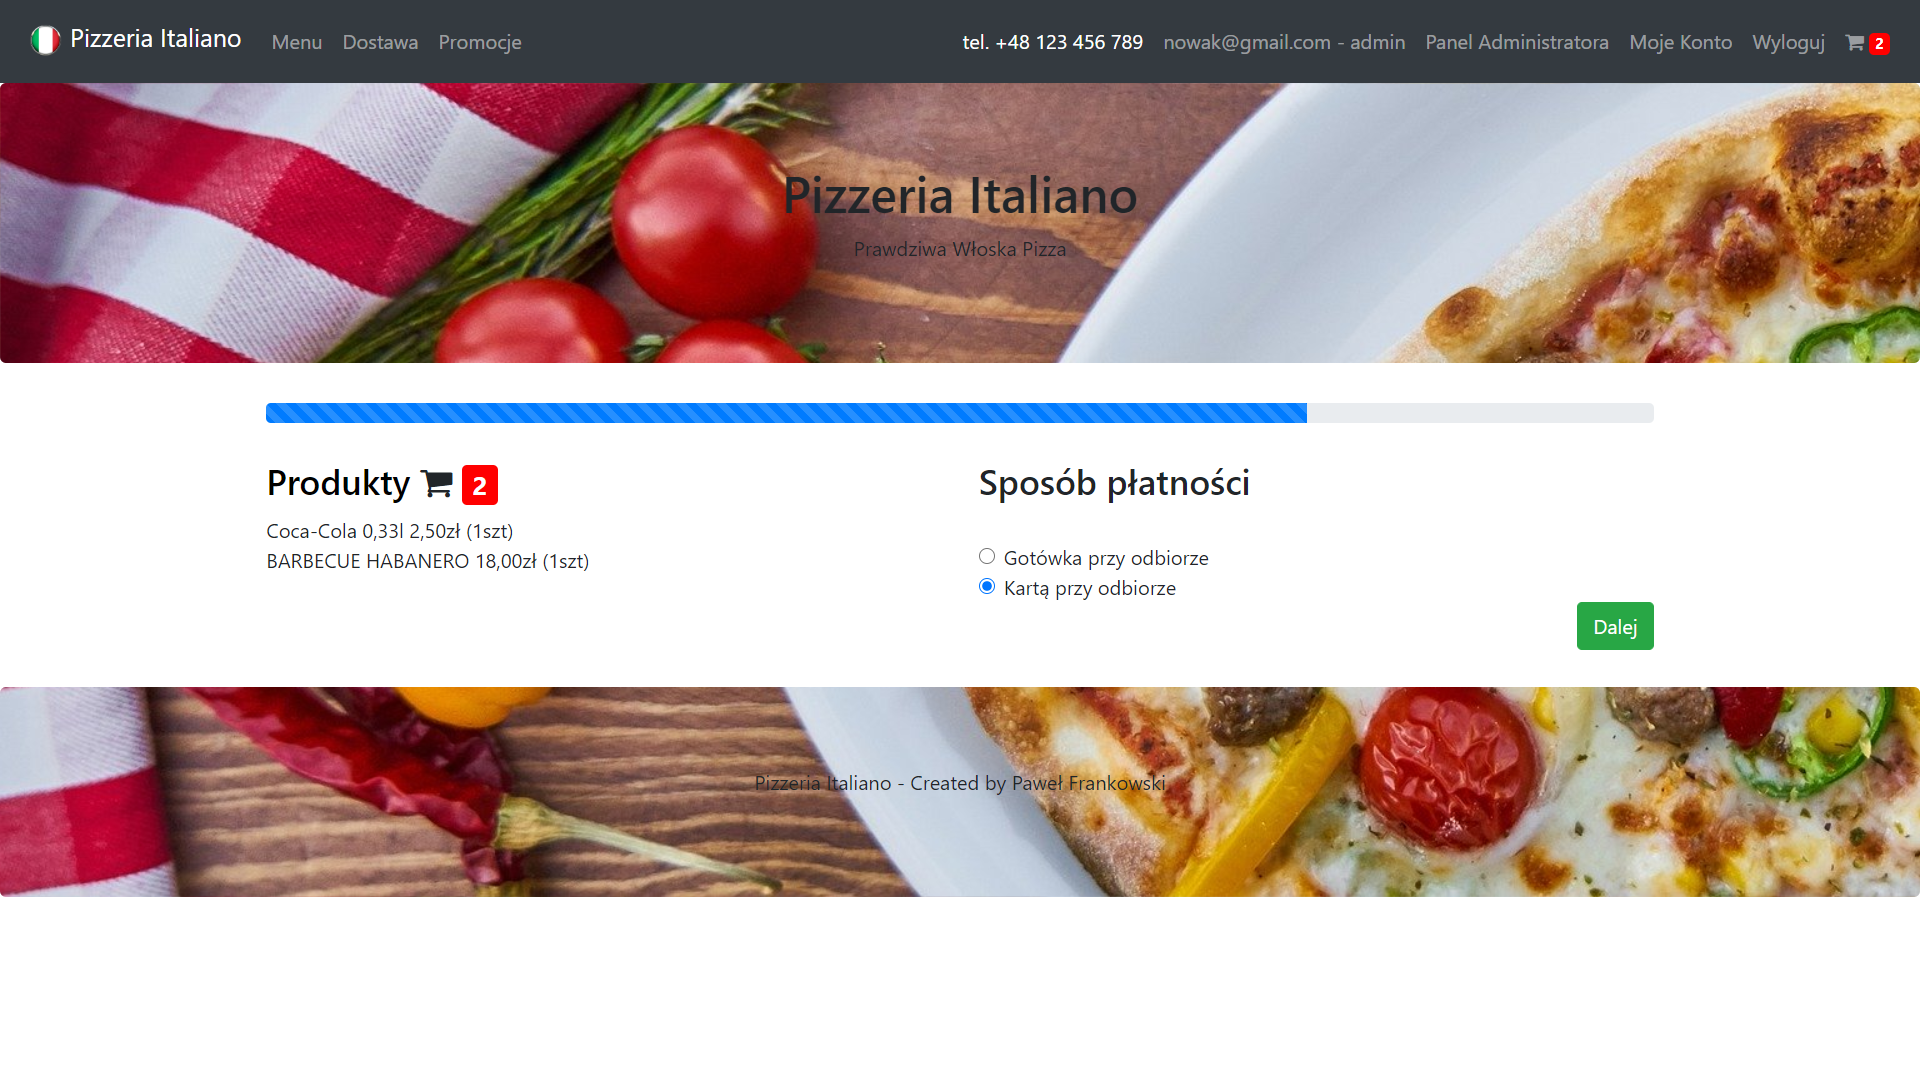 Pizzeria Italiano Menu Dostawa Promocje tel. +48 123 456 789 nowak@gmail.com - admin Panel Administratora Moje Konto Wyloguj 2
Pizzeria Italiano
Prawdziwa Włoska Pizza
Produkty 2
Coca-Cola 0,33l 2,50zł (1szt)
BARBECUE HABANERO 18,00zł (1szt)
Sposób płatności
Gotówka przy odbiorze
Kartą przy odbiorze
Dalej
Pizzeria Italiano - Created by Paweł Frankowski